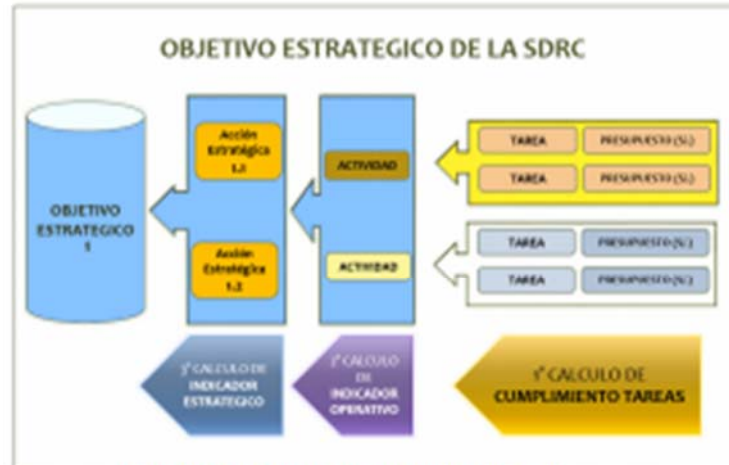 OBJETIVO ESTRATEGICO DE LA SDRC
OBJETIVO
ESTRATEGICO
1
Acción
Estratégica
1.1
Acción
Estratégica
1.2
ACTIVIDAD
ACTIVIDAD
TAREA
PRESUPUESTO (S/.)
TAREA
PRESUPUESTO (S/.)
TAREA
PRESUPUESTO (S/.)
TAREA
PRESUPUESTO (S/.)
3° CALCULO DE
INDICADOR
ESTRATEGICO
2° CALCULO
DE
INDICADOR
OPERATIVO
1° CALCULO DE
CUMPLIMIENTO TAREAS